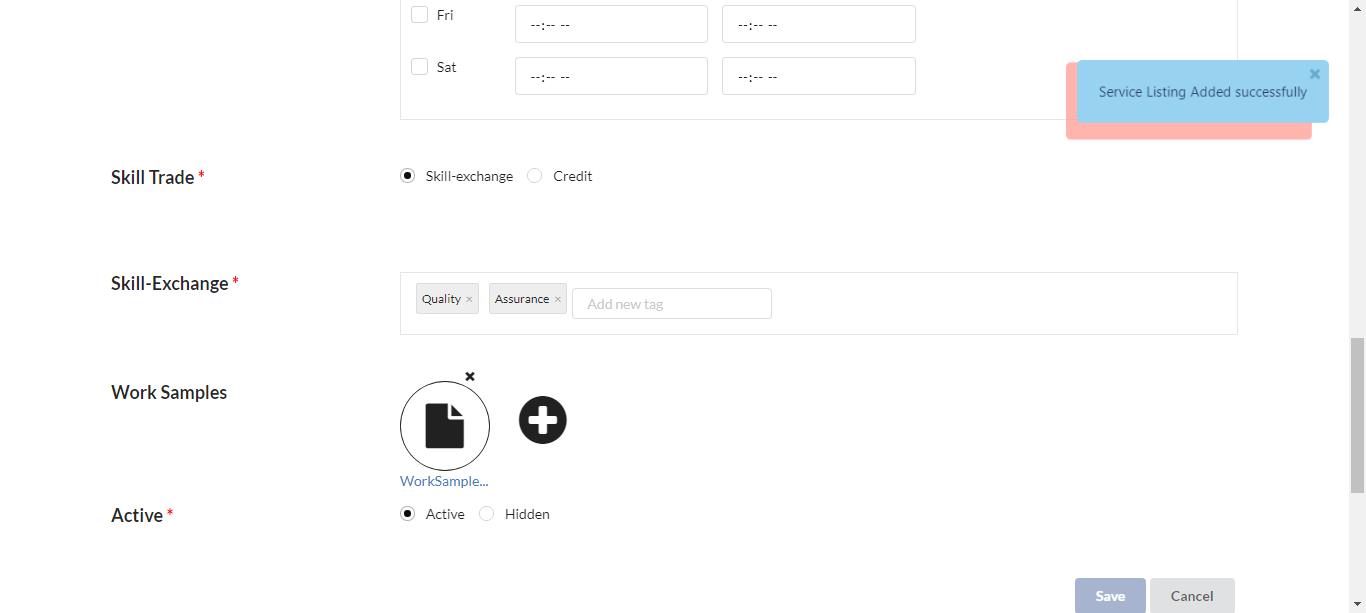 Fri --:-- -- --:-- --
Sat --:-- -- --:-- --
Service Listing Added successfully
Skill Trade * Skill-exchange Credit
Skill-Exchange * Quality × Assurance × Add new tag
Work Samples
WorkSample...
Active * Active Hidden
Save Cancel